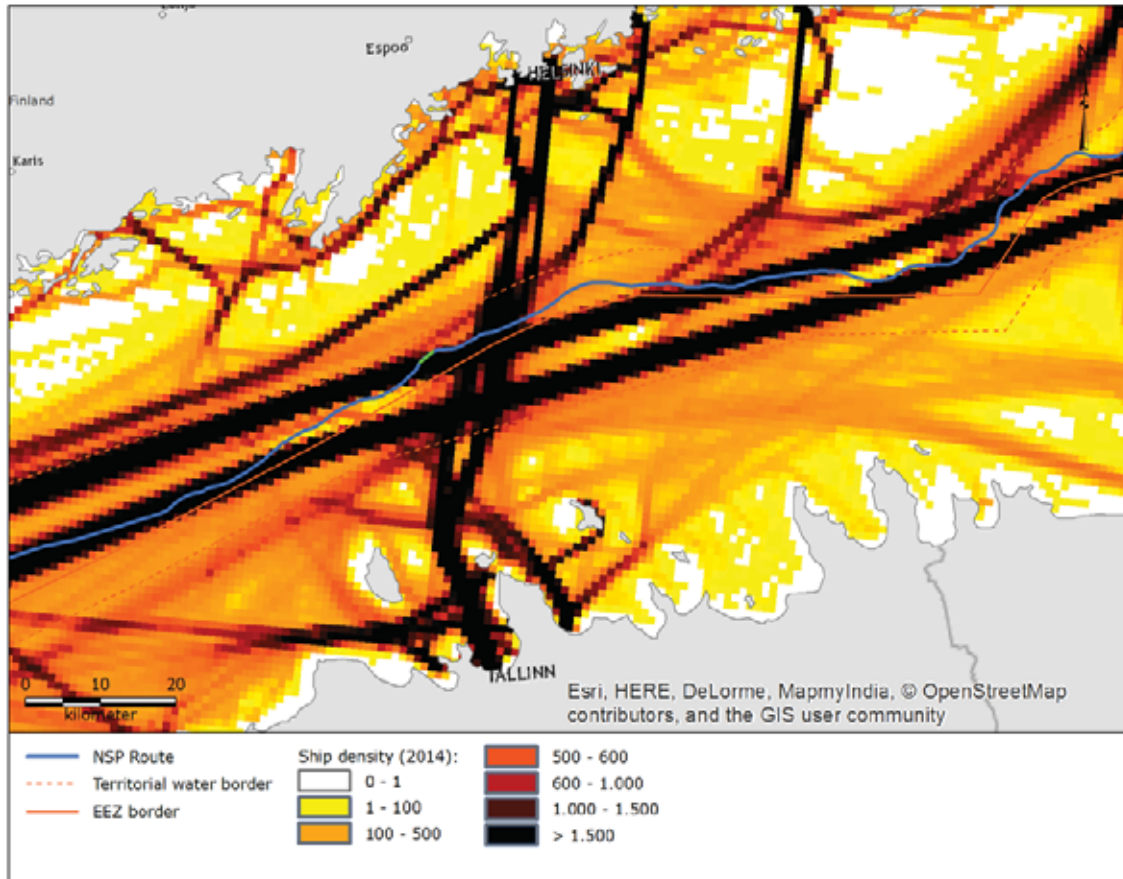 Espoo
HELSINKI
Finland
Karis
TALLINN
0 10 20
kilometer
Esri, HERE, DeLorme, MapmyIndia, © OpenStreetMap
contributors, and the GIS user community
NSP Route
Territorial water border
EEZ border
Ship density (2014):
0 - 1
1 - 100
100 - 500
500 - 600
600 - 1.000
1.000 - 1.500
> 1.500